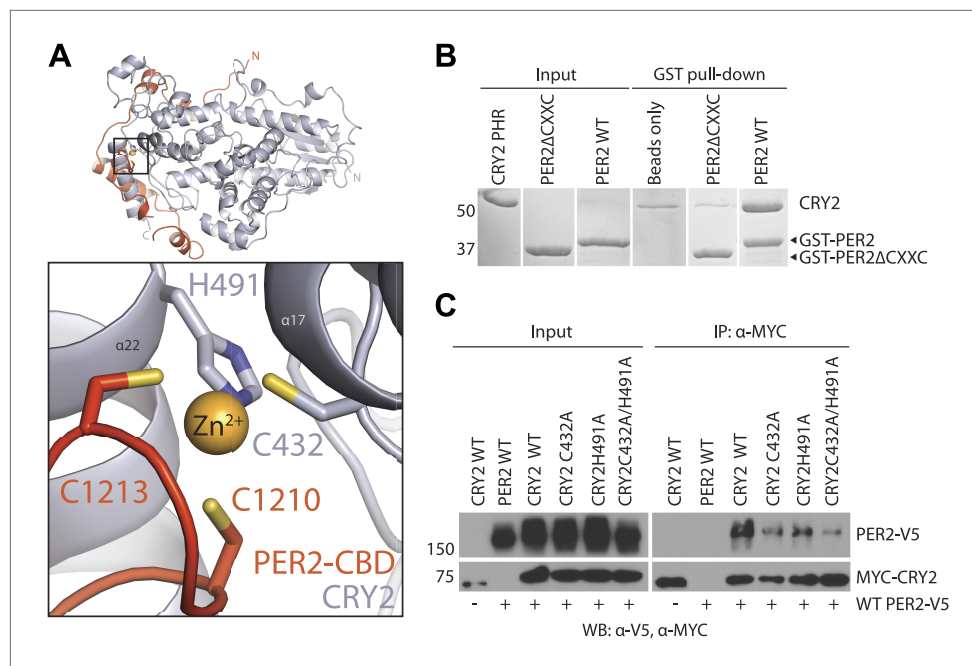 A
N
N
C
H491
α17
α22
Zn2+
C432
C1213
C1210
PER2-CBD
CRY2
B
Input
GST pull-down
CRY2 PHR
PER2ΔCXXC
PER2 WT
Beads only
PER2ΔCXXC
PER2 WT
50
CRY2
37
◄GST-PER2
◄GST-PER2ΔCXXC
C
Input
IP: α-MYC
CRY2 WT
PER2 WT
CRY2 WT
CRY2 C432A
CRY2H491A
CRY2C432A/H491A
CRY2 WT
PER2 WT
CRY2 WT
CRY2 C432A
CRY2H491A
CRY2C432A/H491A
150
PER2-V5
75
MYC-CRY2
- + + + + + - + + + + + WT PER2-V5
WB: α-V5, α-MYC